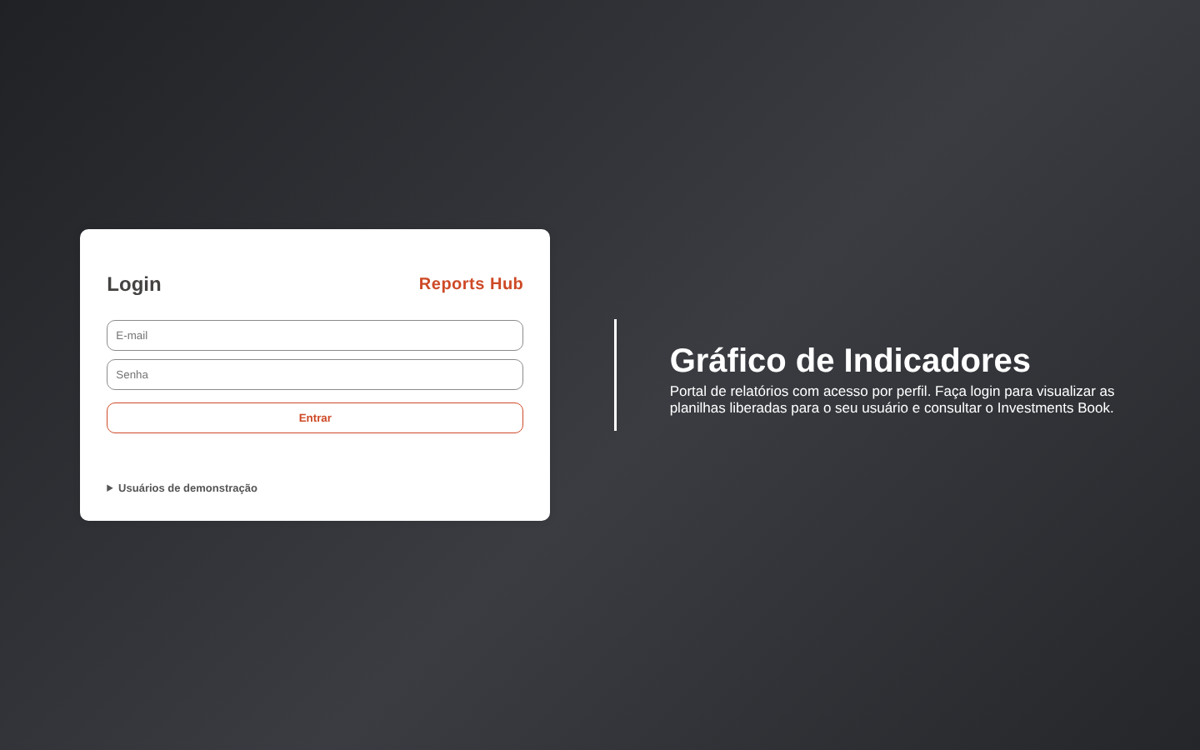 Login
Reports Hub
E-mail
Senha
Entrar
Usuários de demonstração
Gráfico de Indicadores
Portal de relatórios com acesso por perfil. Faça login para visualizar as
planilhas liberadas para o seu usuário e consultar o Investments Book.